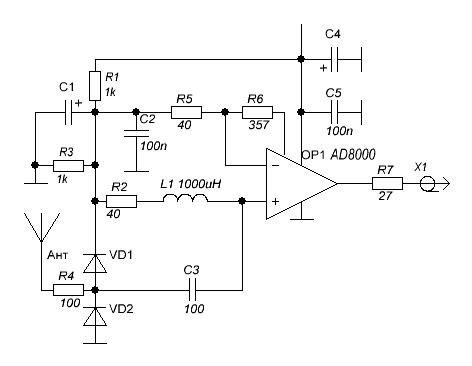 C4
+
R1
1k
C1
+
C2
100n
R5
40
R6
357
C5
100n
R3
1k
OP1 AD8000
R2
40
L1 1000uH
−
+
R7
27
X1
Ант
VD1
R4
100
C3
100
VD2